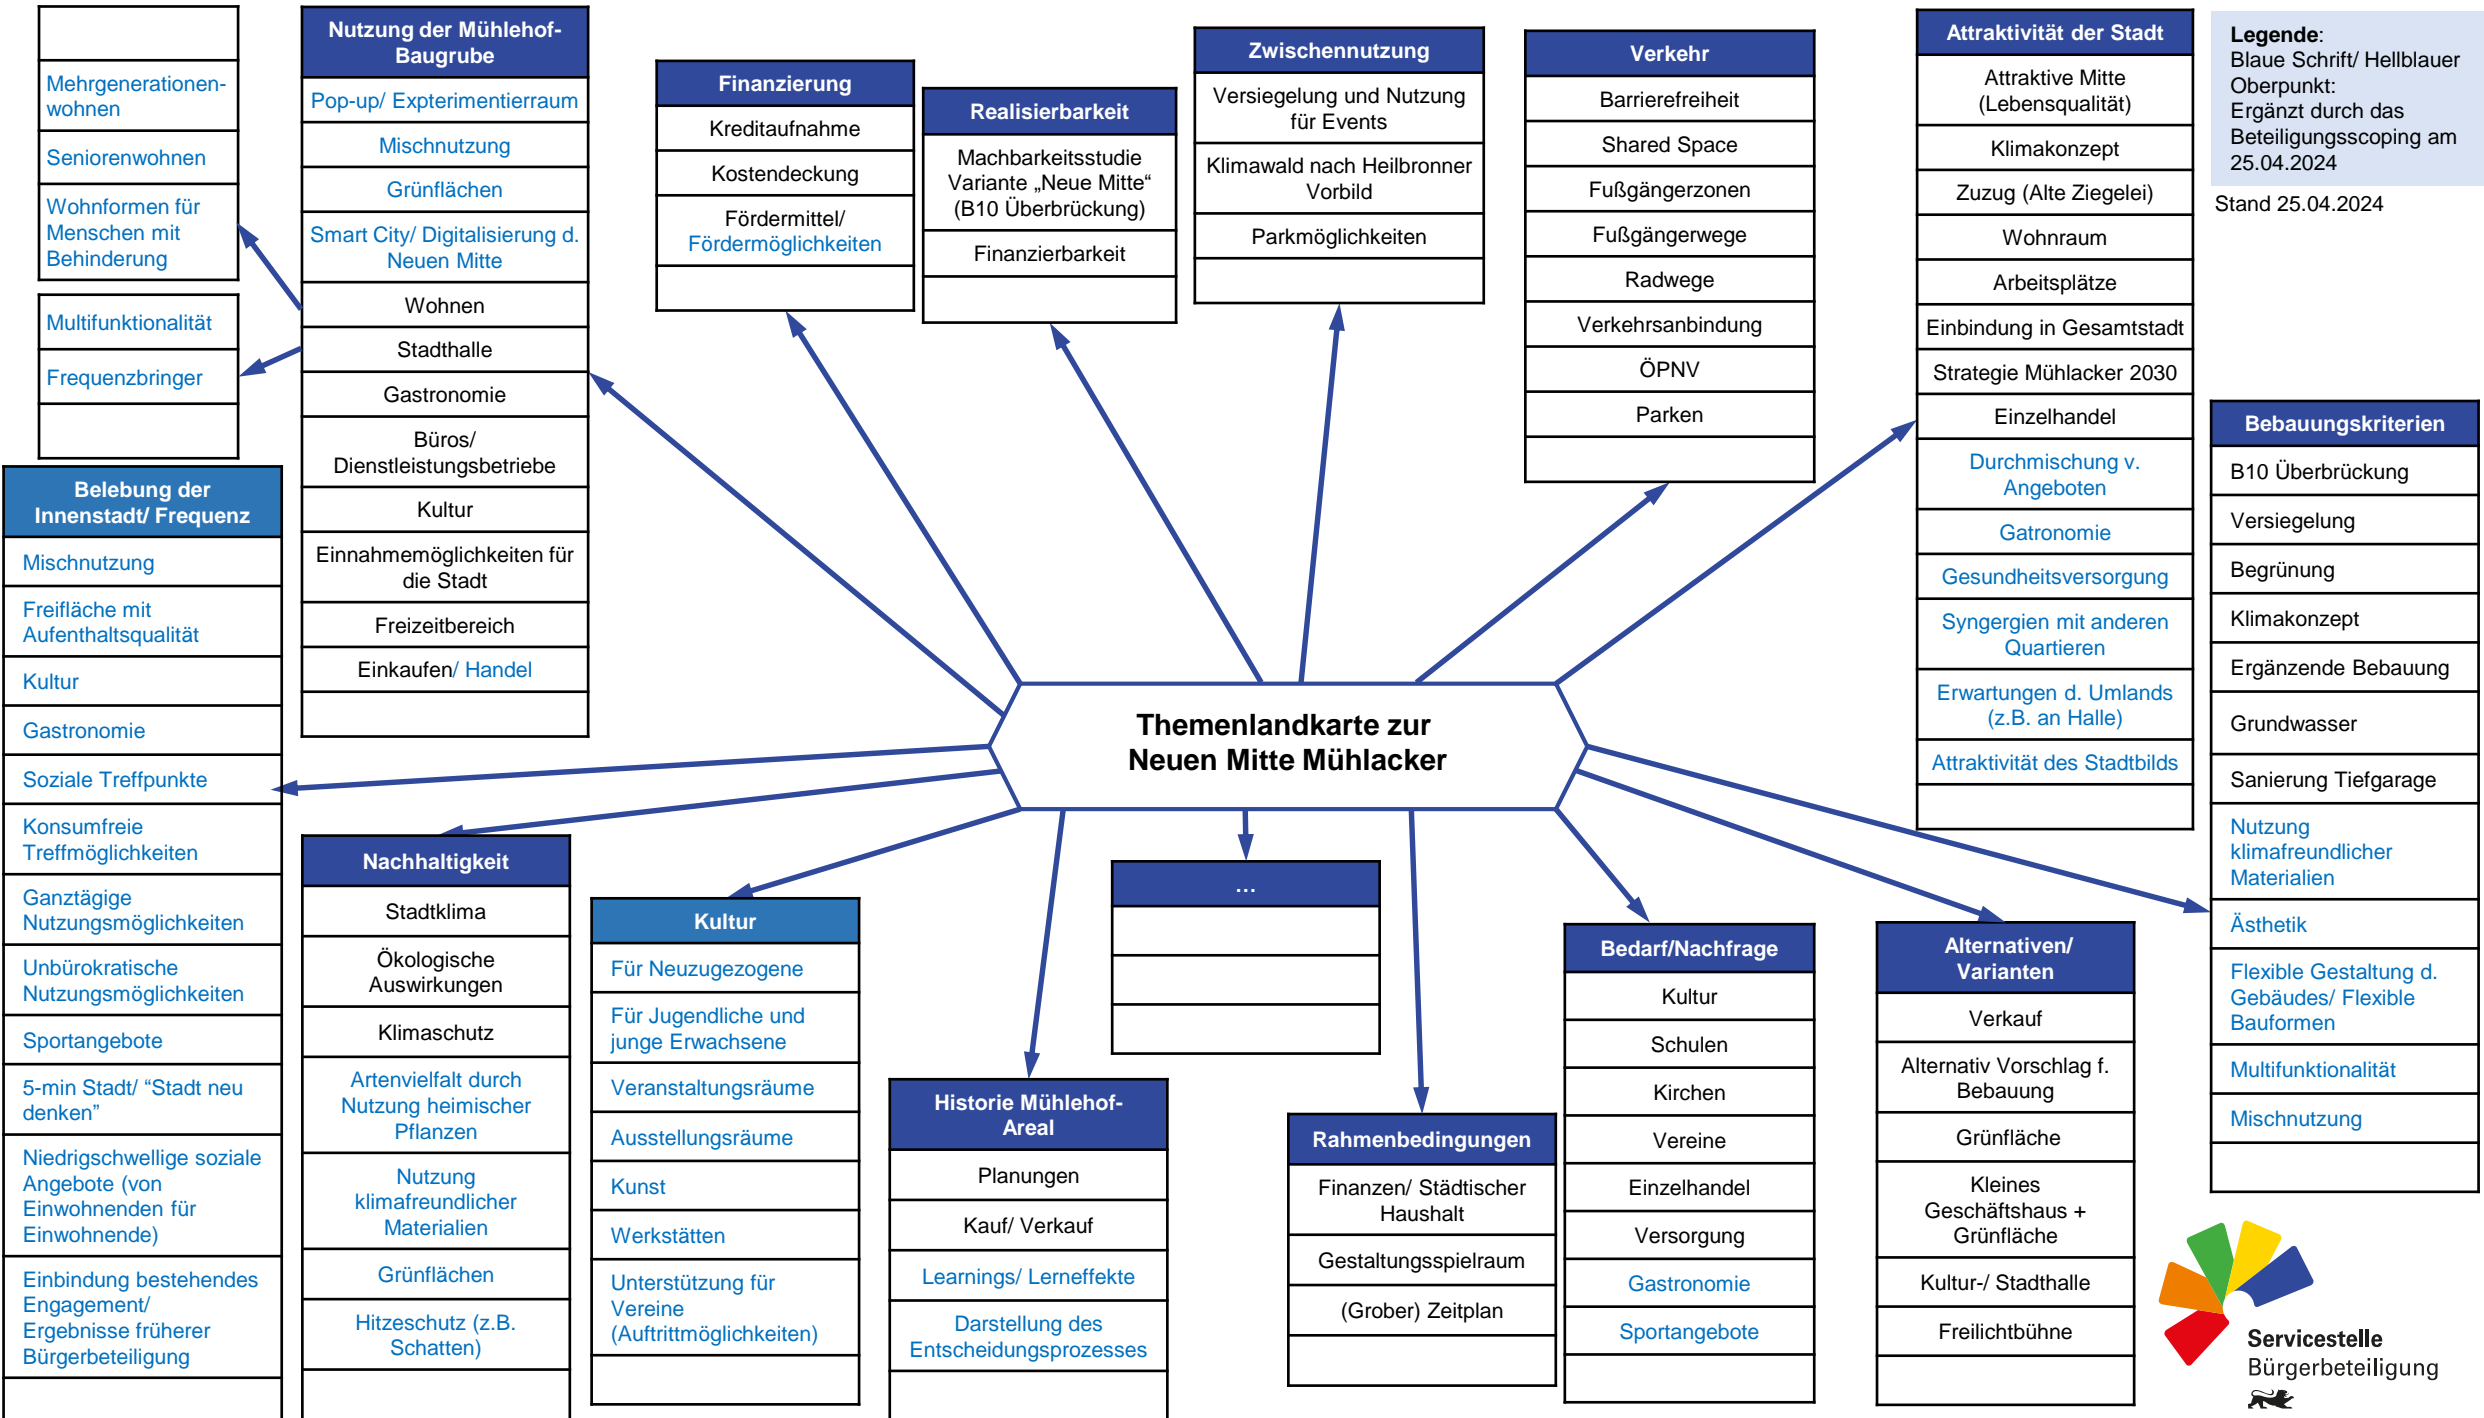 Mehrgenerationen-
wohnen
Seniorenwohnen
Wohnformen für
Menschen mit
Behinderung
Multifunktionalität
Frequenzbringer
Nutzung der Mühlehof-
Baugrube
Pop-up/ Expterimentierraum
Mischnutzung
Grünflächen
Smart City/ Digitalisierung d.
Neuen Mitte
Wohnen
Stadthalle
Gastronomie
Büros/
Dienstleistungsbetriebe
Kultur
Einnahmemöglichkeiten für
die Stadt
Freizeitbereich
Einkaufen/ Handel
Finanzierung
Kreditaufnahme
Kostendeckung
Fördermittel/
Fördermöglichkeiten
Realisierbarkeit
Machbarkeitsstudie
Variante „Neue Mitte“
(B10 Überbrückung)
Finanzierbarkeit
Zwischennutzung
Versiegelung und Nutzung
für Events
Klimawald nach Heilbronner
Vorbild
Parkmöglichkeiten
Verkehr
Barrierefreiheit
Shared Space
Fußgängerzonen
Fußgängerwege
Radwege
Verkehrsanbindung
ÖPNV
Parken
Attraktivität der Stadt
Attraktive Mitte
(Lebensqualität)
Klimakonzept
Zuzug (Alte Ziegelei)
Wohnraum
Arbeitsplätze
Einbindung in Gesamtstadt
Strategie Mühlacker 2030
Einzelhandel
Durchmischung v.
Angeboten
Gatronomie
Gesundheitsversorgung
Syngergien mit anderen
Quartieren
Erwartungen d. Umlands
(z.B. an Halle)
Attraktivität des Stadtbilds
Legende:
Blaue Schrift/ Hellblauer
Oberpunkt:
Ergänzt durch das
Beteiligungsscoping am
25.04.2024
Stand 25.04.2024
Bebauungskriterien
B10 Überbrückung
Versiegelung
Begrünung
Klimakonzept
Ergänzende Bebauung
Grundwasser
Sanierung Tiefgarage
Nutzung
klimafreundlicher
Materialien
Ästhetik
Flexible Gestaltung d.
Gebäudes/ Flexible
Bauformen
Multifunktionalität
Mischnutzung
Themenlandkarte zur
Neuen Mitte Mühlacker
Belebung der
Innenstadt/ Frequenz
Mischnutzung
Freifläche mit
Aufenthaltsqualität
Kultur
Gastronomie
Soziale Treffpunkte
Konsumfreie
Treffmöglichkeiten
Ganztägige
Nutzungsmöglichkeiten
Unbürokratische
Nutzungsmöglichkeiten
Sportangebote
5-min Stadt/ “Stadt neu
denken”
Niedrigschwellige soziale
Angebote (von
Einwohnenden für
Einwohnende)
Einbindung bestehendes
Engagement/
Ergebnisse früherer
Bürgerbeteiligung
Nachhaltigkeit
Stadtklima
Ökologische
Auswirkungen
Klimaschutz
Artenvielfalt durch
Nutzung heimischer
Pflanzen
Nutzung
klimafreundlicher
Materialien
Grünflächen
Hitzeschutz (z.B.
Schatten)
Kultur
Für Neuzugezogene
Für Jugendliche und
junge Erwachsene
Veranstaltungsräume
Ausstellungsräume
Kunst
Werkstätten
Unterstützung für
Vereine
(Auftrittmöglichkeiten)
Historie Mühlehof-
Areal
Planungen
Kauf/ Verkauf
Learnings/ Lerneffekte
Darstellung des
Entscheidungsprozesses
...
Rahmenbedingungen
Finanzen/ Städtischer
Haushalt
Gestaltungsspielraum
(Grober) Zeitplan
Bedarf/Nachfrage
Kultur
Schulen
Kirchen
Vereine
Einzelhandel
Versorgung
Gastronomie
Sportangebote
Alternativen/
Varianten
Verkauf
Alternativ Vorschlag f.
Bebauung
Grünfläche
Kleines
Geschäftshaus +
Grünfläche
Kultur-/ Stadthalle
Freilichtbühne
Servicestelle
Bürgerbeteiligung